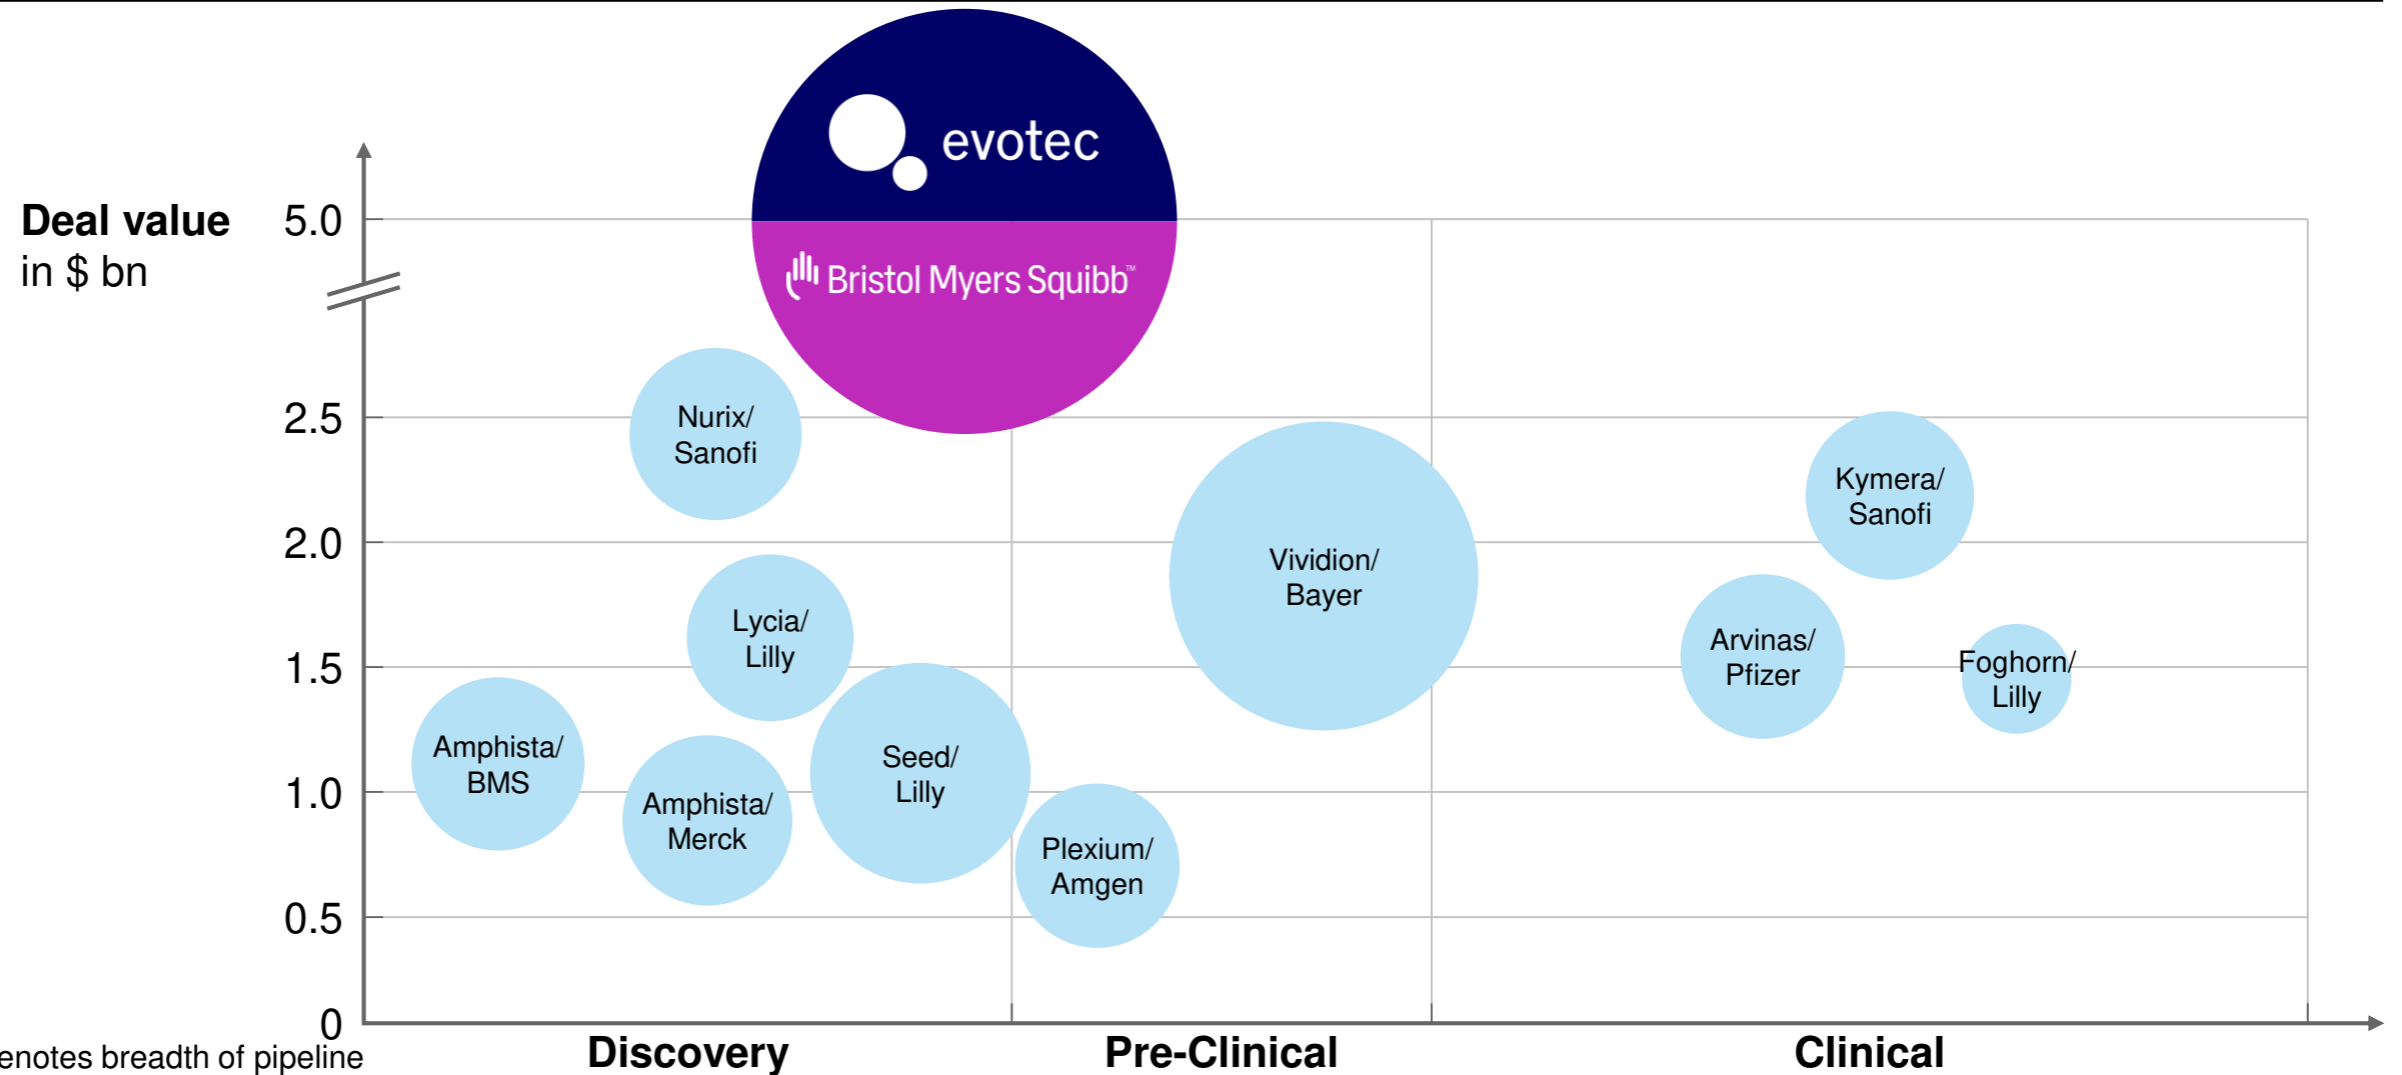 evotec
Deal value
in $ bn
5.0
Bristol Myers Squibb™
2.5
Nurix/
Sanofi
Kymera/
Sanofi
2.0
Vividion/
Bayer
Lycia/
Lilly
Arvinas/
Pfizer
1.5
Foghorn/
Lilly
Amphista/
BMS
Seed/
Lilly
1.0
Amphista/
Merck
Plexium/
Amgen
0.5
0
enotes breadth of pipeline
Discovery
Pre-Clinical
Clinical